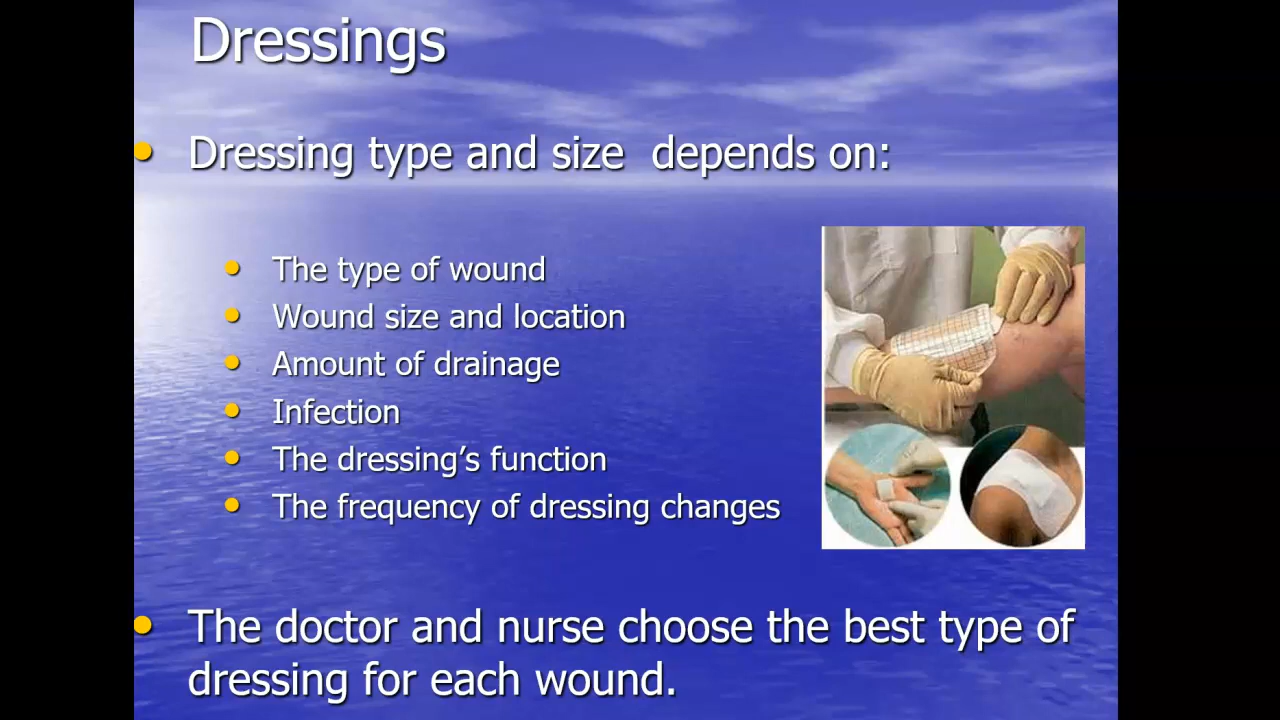 Dressings
Dressing type and size  depends on:
The type of wound
Wound size and location
Amount of drainage
Infection
The dressing’s function
The frequency of dressing changes
The doctor and nurse choose the best type of
dressing for each wound.